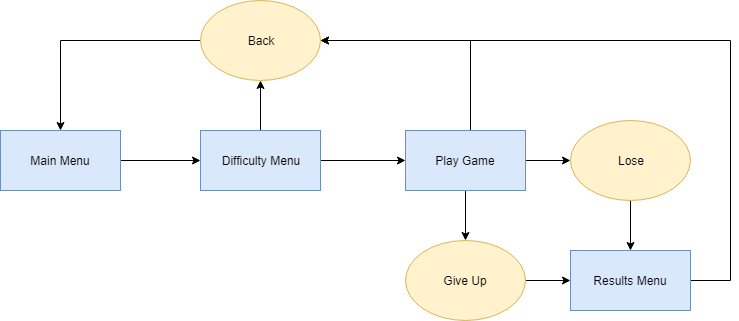 Back
Main Menu
Difficulty Menu
Play Game
Lose
Give Up
Results Menu